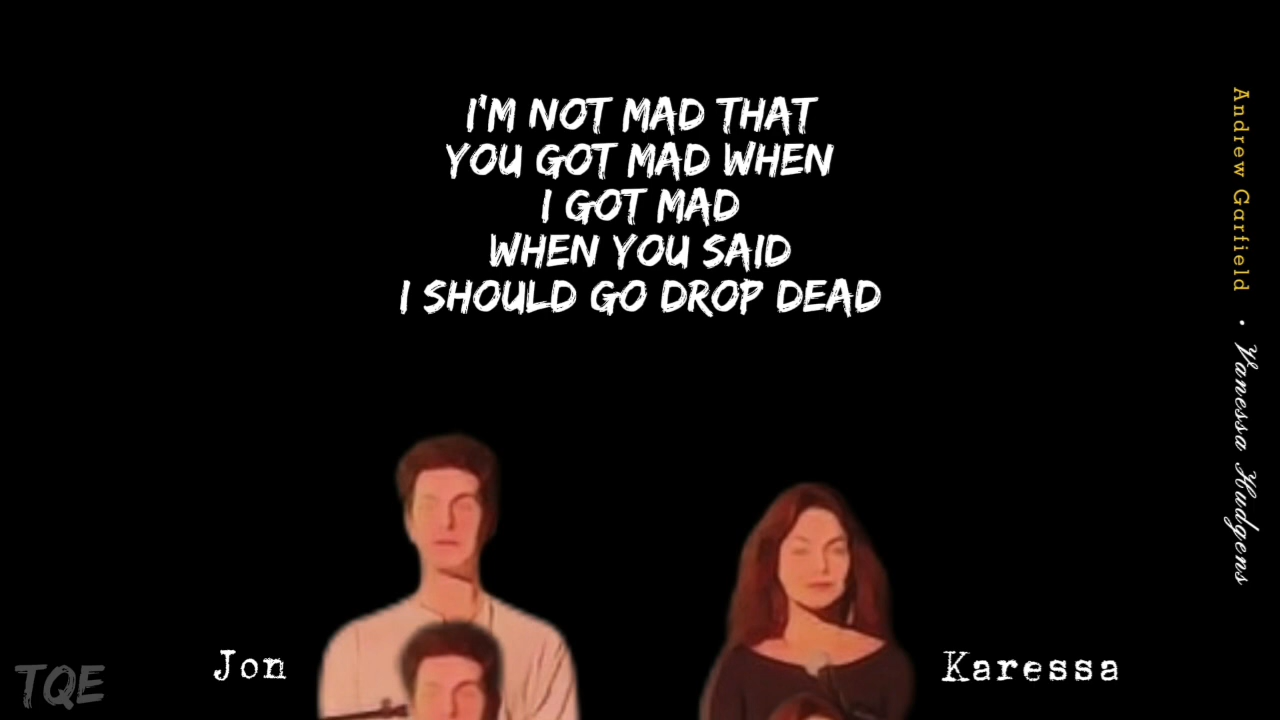 I'M NOT MAD THAT
YOU GOT MAD WHEN
I GOT MAD
WHEN YOU SAID
I SHOULD GO DROP DEAD
Andrew Garfield • Vanessa Hudgens
Jon
Karessa
TQE